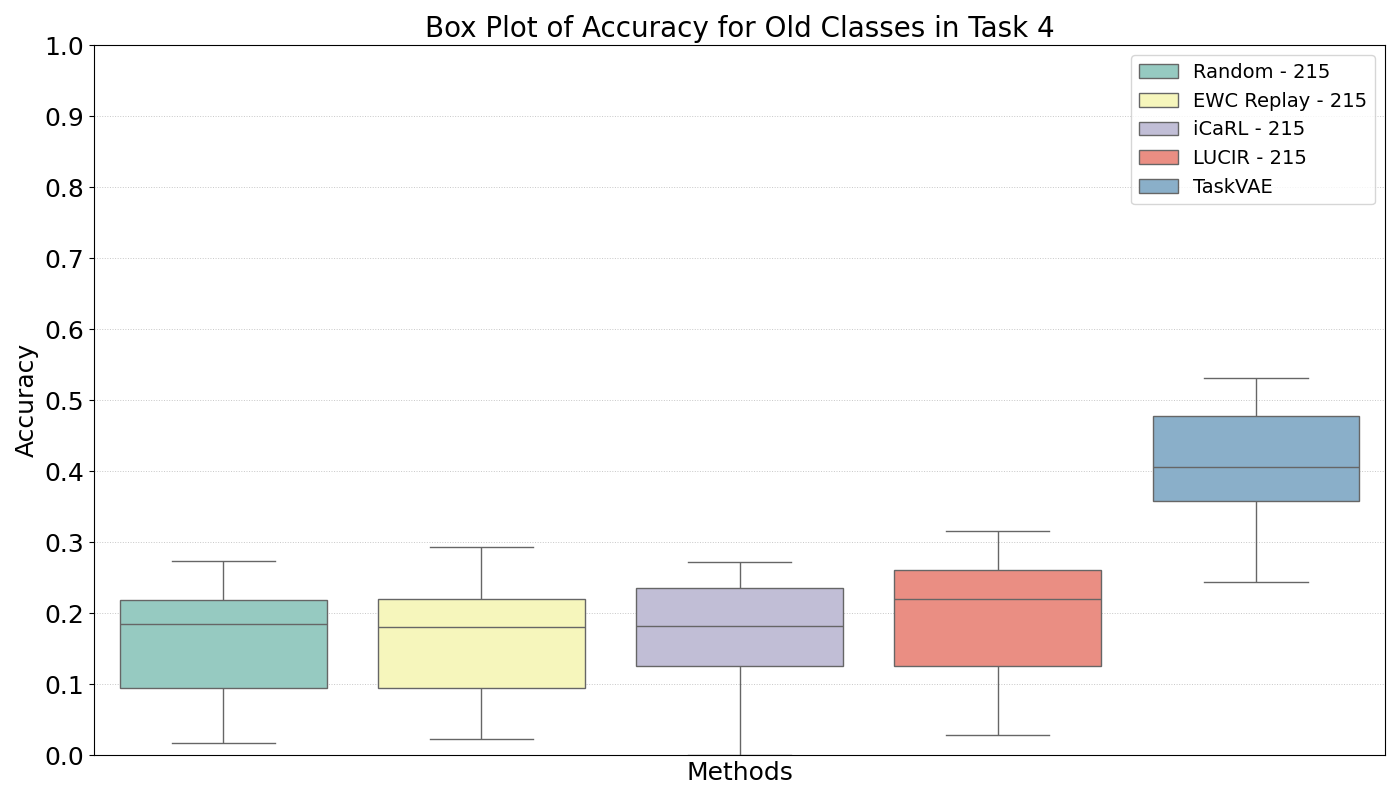 Box Plot of Accuracy for Old Classes in Task 4
1.0
0.9
0.8
0.7
0.6
0.5
0.4
0.3
0.2
0.1
0.0
Accuracy
Methods
Random - 215
EWC Replay - 215
iCaRL - 215
LUCIR - 215
TaskVAE